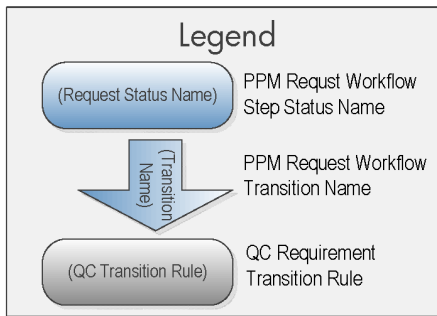 Legend
(Request Status Name)
PPM Requst Workflow
Step Status Name
(Transition
Name)
PPM Request Workflow
Transition Name
(QC Transition Rule)
QC Requirement
Transition Rule